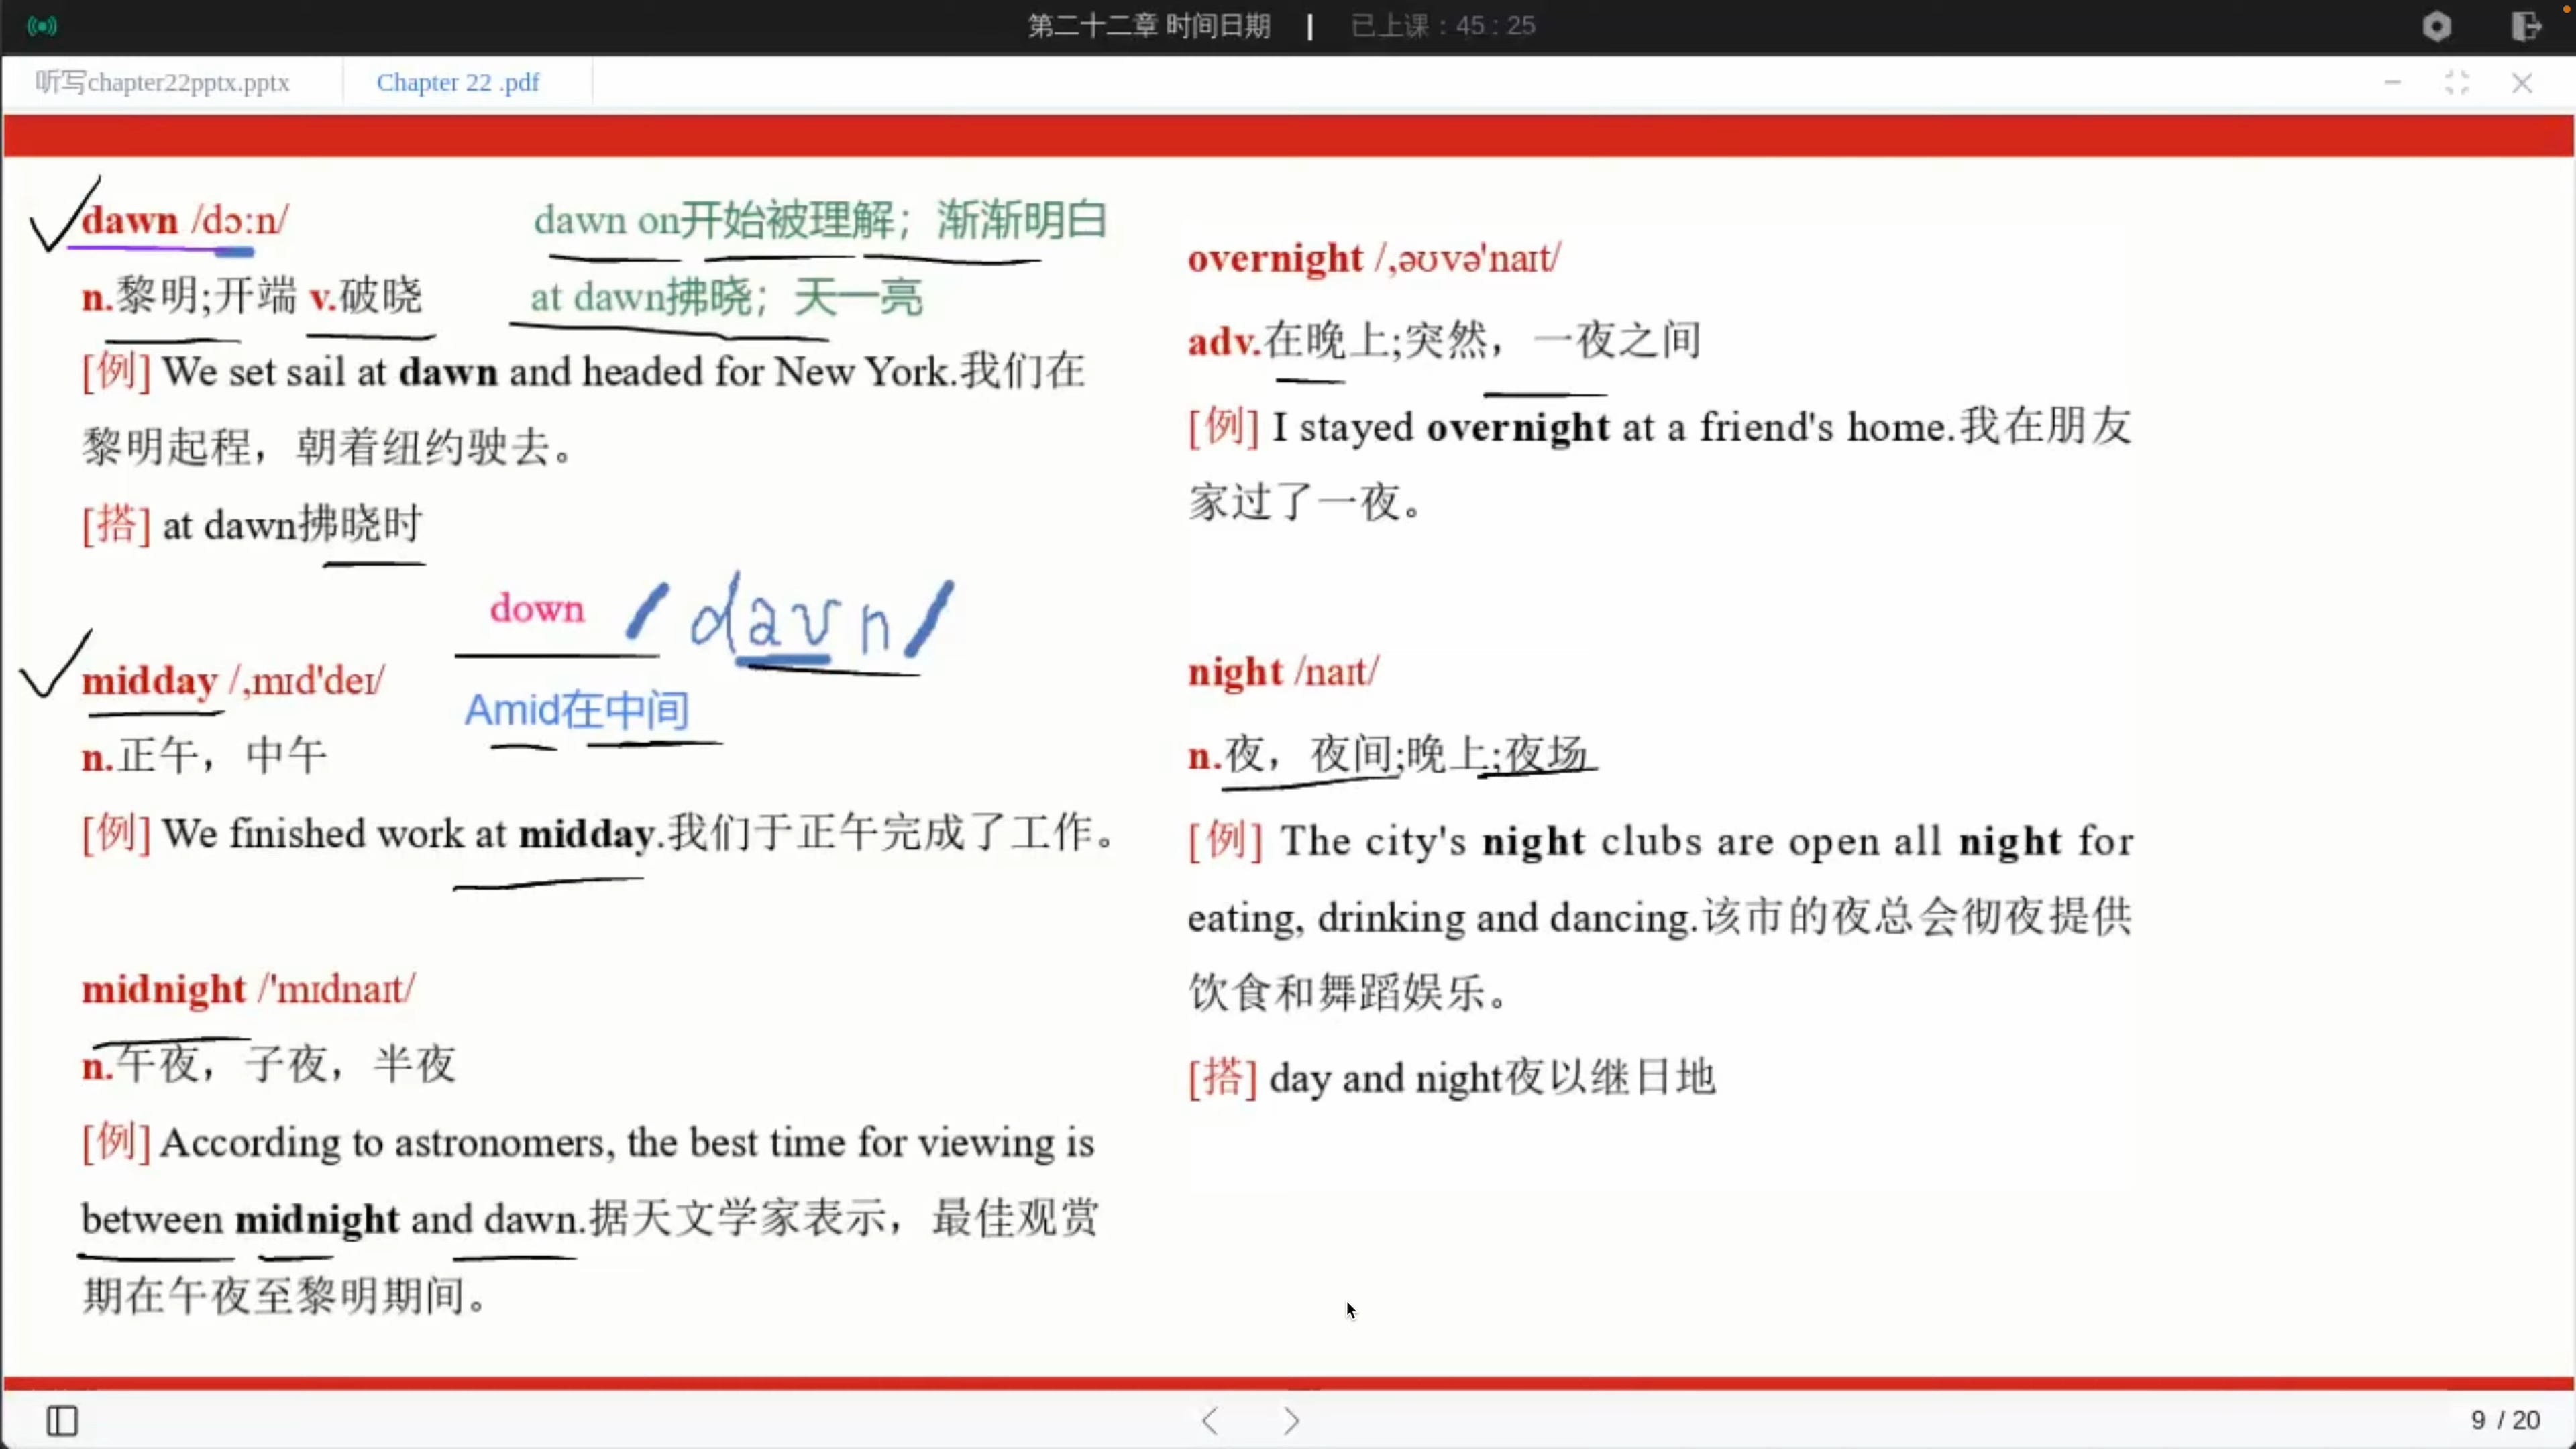 第二十二章 时间日期 | 已上课：45：25
听写chapter22pptx.pptx
Chapter 22 .pdf
dawn /dɔ:n/
dawn on开始被理解；渐渐明白
n.黎明;开端 v.破晓
at dawn拂晓；天一亮
[例] We set sail at dawn and headed for New York.我们在
黎明起程，朝着纽约驶去。
[搭] at dawn拂晓时
down /davn/
midday /,mɪd'deɪ/
Amid在中间
n.正午，中午
[例] We finished work at midday.我们于正午完成了工作。
midnight /'mɪdnaɪt/
n.午夜，子夜，半夜
[例] According to astronomers, the best time for viewing is
between midnight and dawn.据天文学家表示，最佳观赏
期在午夜至黎明期间。
overnight /,əʊvə'naɪt/
adv.在晚上;突然，一夜之间
[例] I stayed overnight at a friend's home.我在朋友
家过了一夜。
night /naɪt/
n.夜，夜间;晚上;夜场
[例] The city's night clubs are open all night for
eating, drinking and dancing.该市的夜总会彻夜提供
饮食和舞蹈娱乐。
[搭] day and night夜以继日地
9 / 20